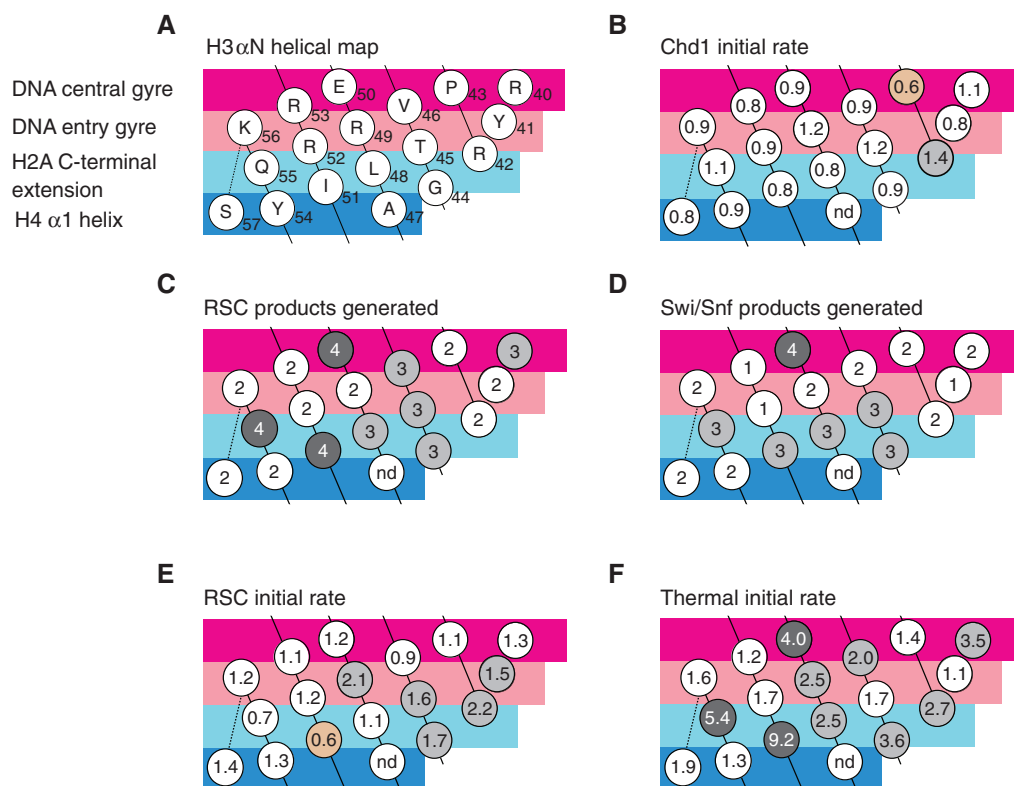 A
H3 αN helical map
DNA central gyre
DNA entry gyre
H2A C-terminal
extension
H4 α1 helix
E 50
P 43
R 40
R 53
V 46
K 56
R 49
Y 41
R 52
T 45
R 42
Q 55
L 48
I 51
G 44
S 57
Y 54
A 47
B
Chd1 initial rate
0.9
0.6
1.1
0.8
0.9
0.9
1.2
0.8
0.9
1.2
1.4
1.1
0.8
0.8
0.9
0.8
0.9
nd
C
RSC products generated
4
2
3
2
3
2
2
2
2
3
2
4
3
4
3
2
2
nd
D
Swi/Snf products generated
4
2
2
1
2
2
2
1
1
3
2
3
3
3
3
2
2
nd
E
RSC initial rate
1.2
1.1
1.3
1.1
0.9
1.2
2.1
1.5
1.2
1.6
2.2
0.7
1.1
0.6
1.7
1.4
1.3
nd
F
Thermal initial rate
4.0
1.4
3.5
1.2
2.0
1.6
2.5
1.1
1.7
1.7
2.7
5.4
2.5
9.2
3.6
1.9
1.3
nd